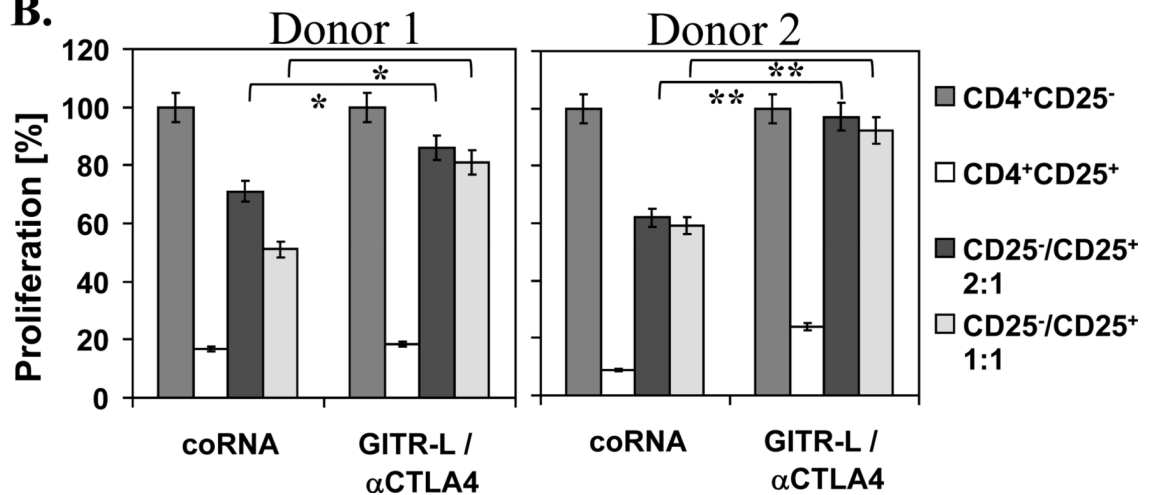 B.
Donor 1
Donor 2
Proliferation [%]
120
100
80
60
40
20
0
*
*
**
**
coRNA
GITR-L /
αCTLA4
coRNA
GITR-L /
αCTLA4
CD4⁺CD25⁻
CD4⁺CD25⁺
CD25⁻/CD25⁺
2:1
CD25⁻/CD25⁺
1:1